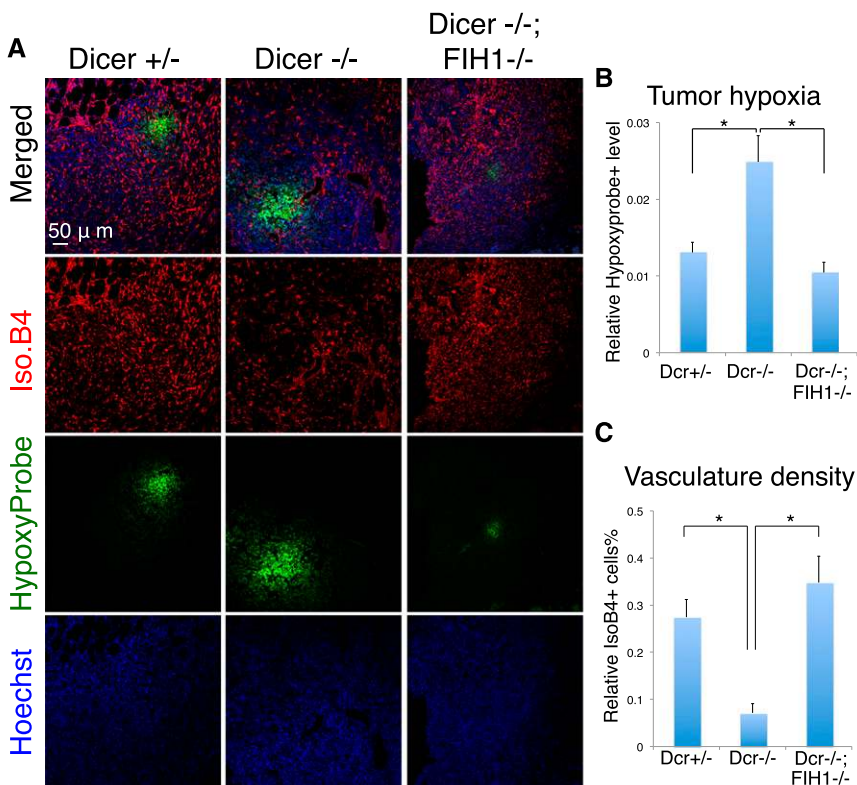 A
Dicer +/-
Dicer -/-
Dicer -/-;
FIH1-/-
Merged
50 μ m
Iso.B4
HypoxyProbe
Hoechst
B
Tumor hypoxia
Relative Hypoxyprobe+ level
0.03
0.02
0.01
0
*
*
Dcr+/-
Dcr-/-
Dcr-/-;
FIH1-/-
C
Vasculature density
Relative IsoB4+ cells%
0.5
0.4
0.3
0.2
0.1
0
*
*
Dcr+/-
Dcr-/-
Dcr-/-;
FIH1-/-